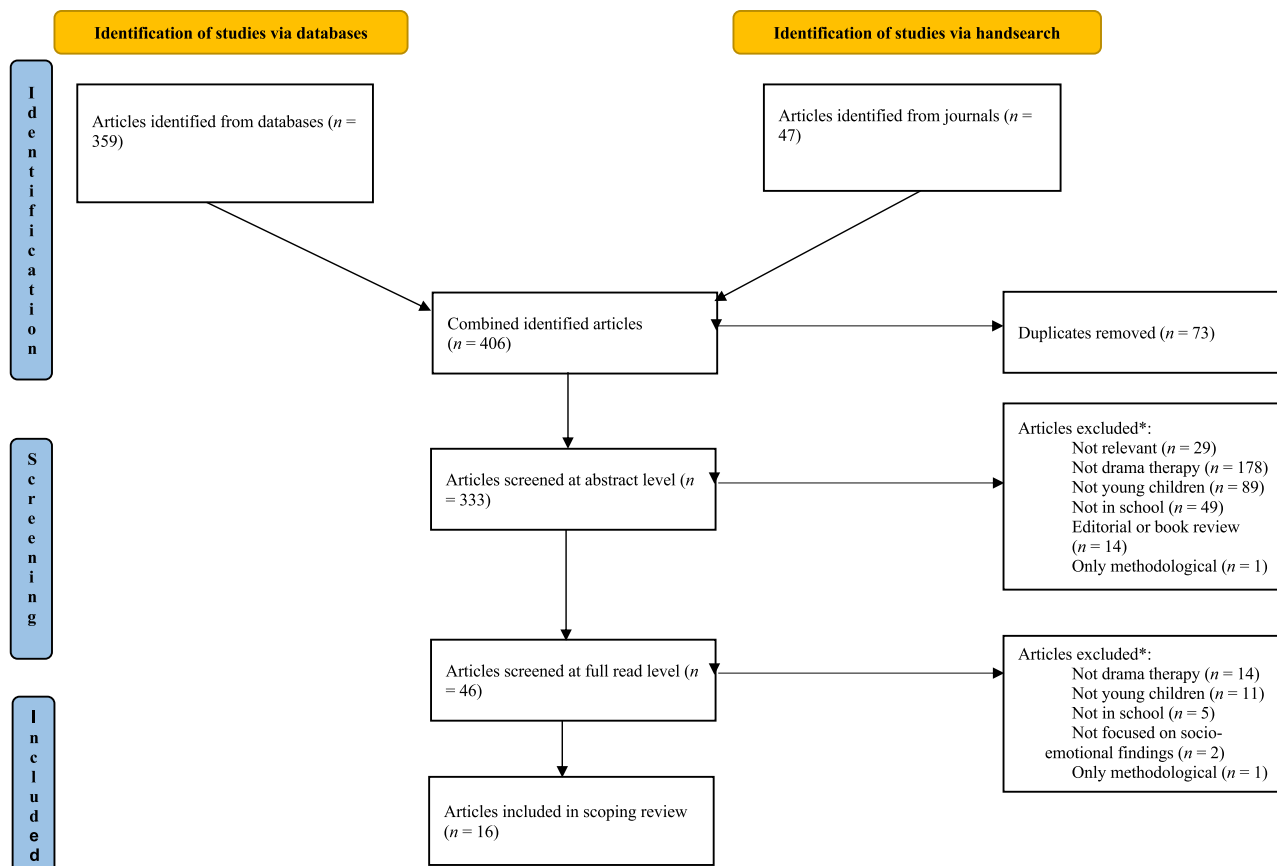 Identification of studies via databases
Identification of studies via handsearch
Identification
Articles identified from databases (n =
359)
Articles identified from journals (n =
47)
Combined identified articles
(n = 406)
Duplicates removed (n = 73)
Screening
Articles screened at abstract level (n
= 333)
Articles excluded*:
Not relevant (n = 29)
Not drama therapy (n = 178)
Not young children (n = 89)
Not in school (n = 49)
Editorial or book review
(n = 14)
Only methodological (n = 1)
Articles screened at full read level (n
= 46)
Articles excluded*:
Not drama therapy (n = 14)
Not young children (n = 11)
Not in school (n = 5)
Not focused on socio-
emotional findings (n = 2)
Only methodological (n = 1)
Included
Articles included in scoping review
(n = 16)